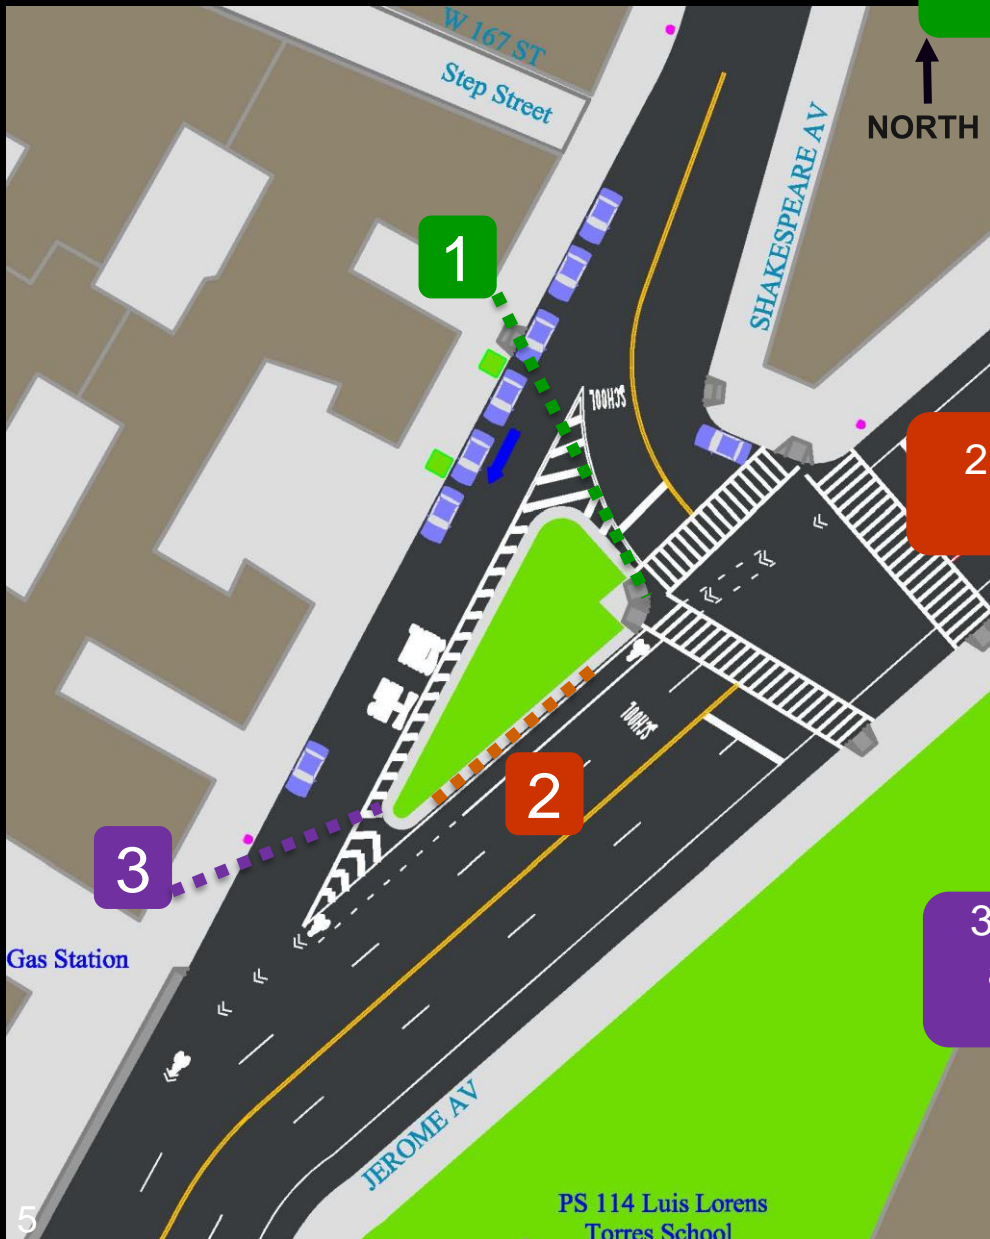 W 167 ST
Step Street
NORTH
SHAKESPEARE AV
1
SCHOOL
2
SCHOOL
2
3
3
Gas Station
JEROME AV
PS 114 Luis Lorens
Torres School
5